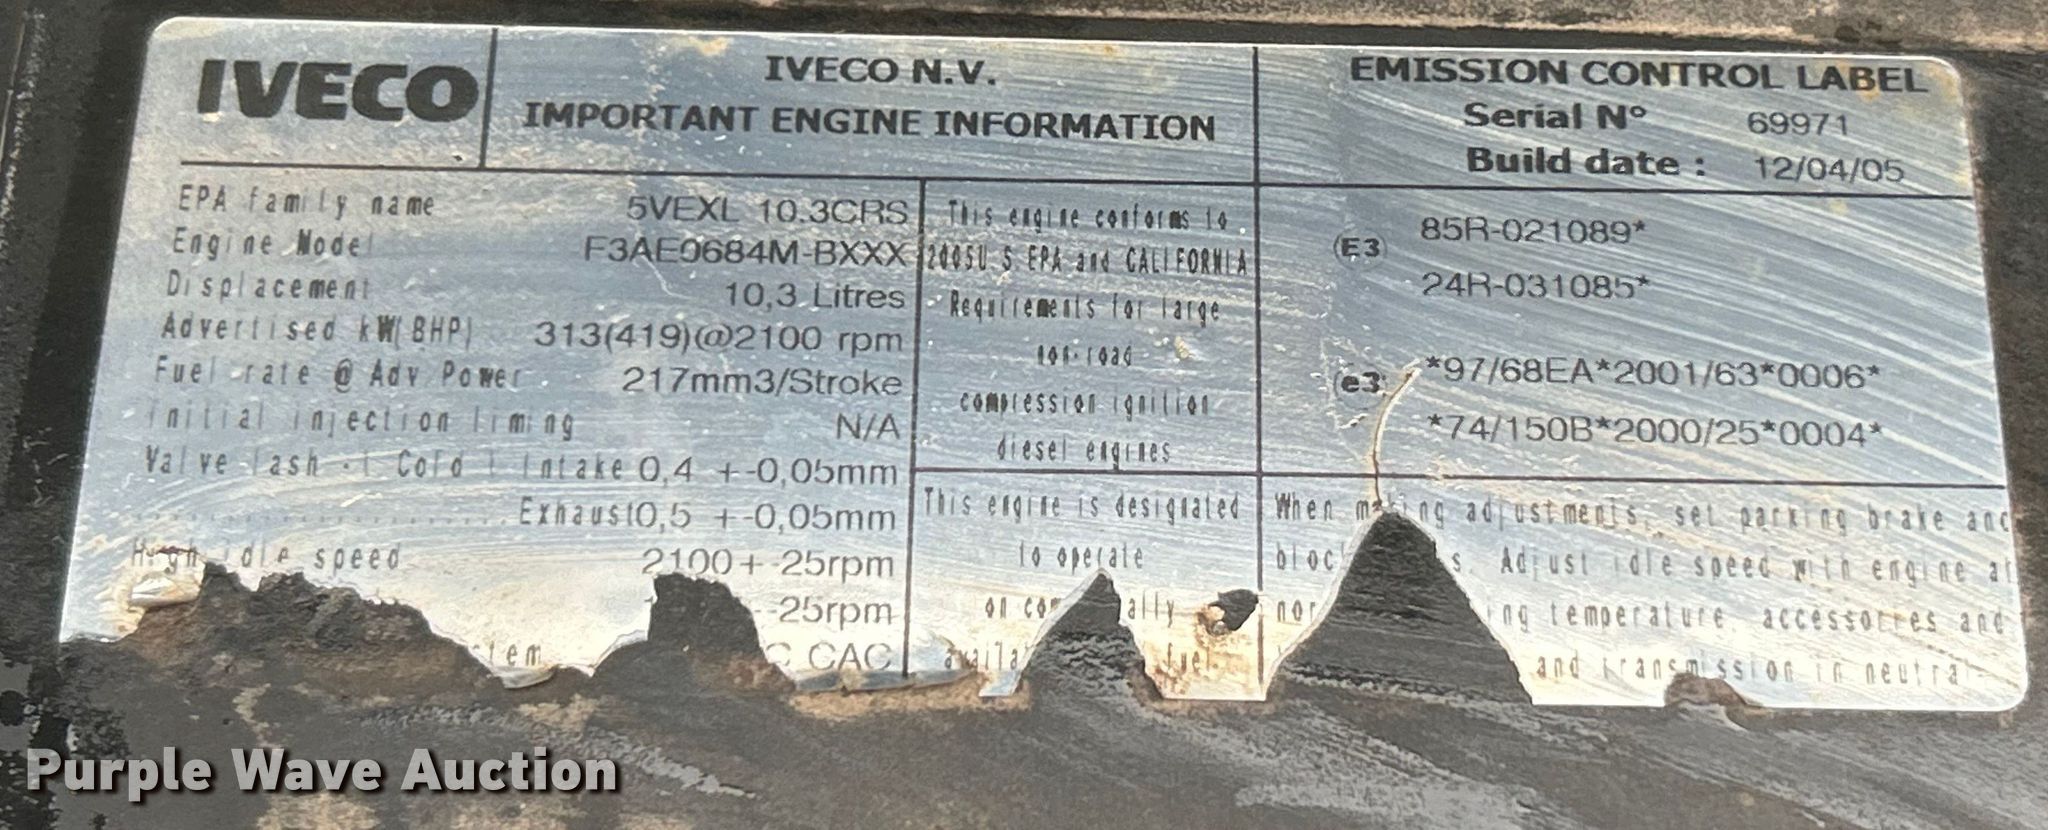 IVECO
IVECO N.V.
IMPORTANT ENGINE INFORMATION
EMISSION CONTROL LABEL
Serial Nº 69971
Build date : 12/04/05
EPA family name 5VEXL 10.3CRS
Engine Model F3AE0684M-BXXX
Displacement 10,3 Litres
Advertised kW(BHP) 313(419)@2100 rpm
Fuel rate @ Adv Power 217mm3/Stroke
Initial injection timing N/A
Valve lash Cold Intake 0,4 +-0,05mm
Exhaust 0,5 +-0,05mm
High idle speed 2100+-25rpm
-25rpm
CAC
This engine conforms to
2005U S EPA and CALIFORNIA
Requirements for large
non-road
compression ignition
diesel engines
This engine is designated
to operate
on
fuel
(E3) 85R-021089*
24R-031085*
(e3) *97/68EA*2001/63*0006*
*74/150B*2000/25*0004*
When making adjustments, set parking brake and
Adjust idle speed with engine at
temperature accessories and
and transmission in neutral
Purple Wave Auction